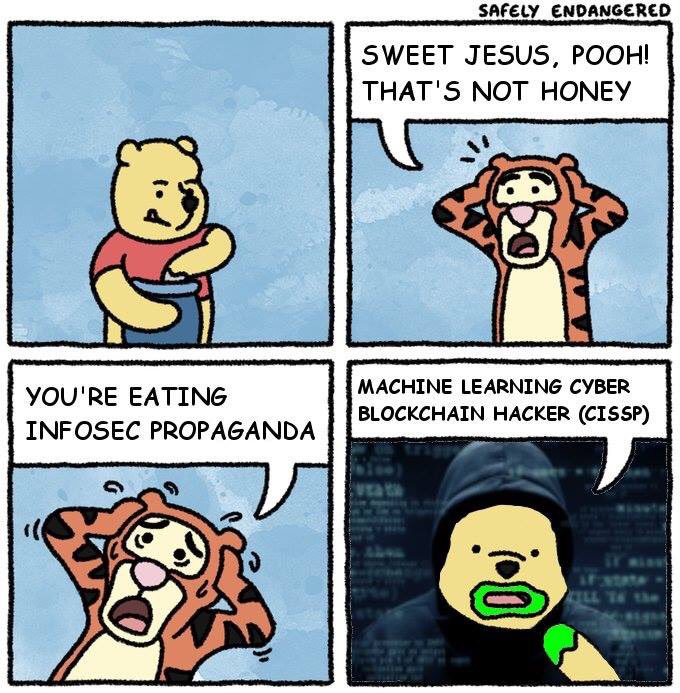 SAFELY ENDANGERED
SWEET JESUS, POOH!
THAT'S NOT HONEY
YOU'RE EATING
INFOSEC PROPAGANDA
MACHINE LEARNING CYBER
BLOCKCHAIN HACKER (CISSP)